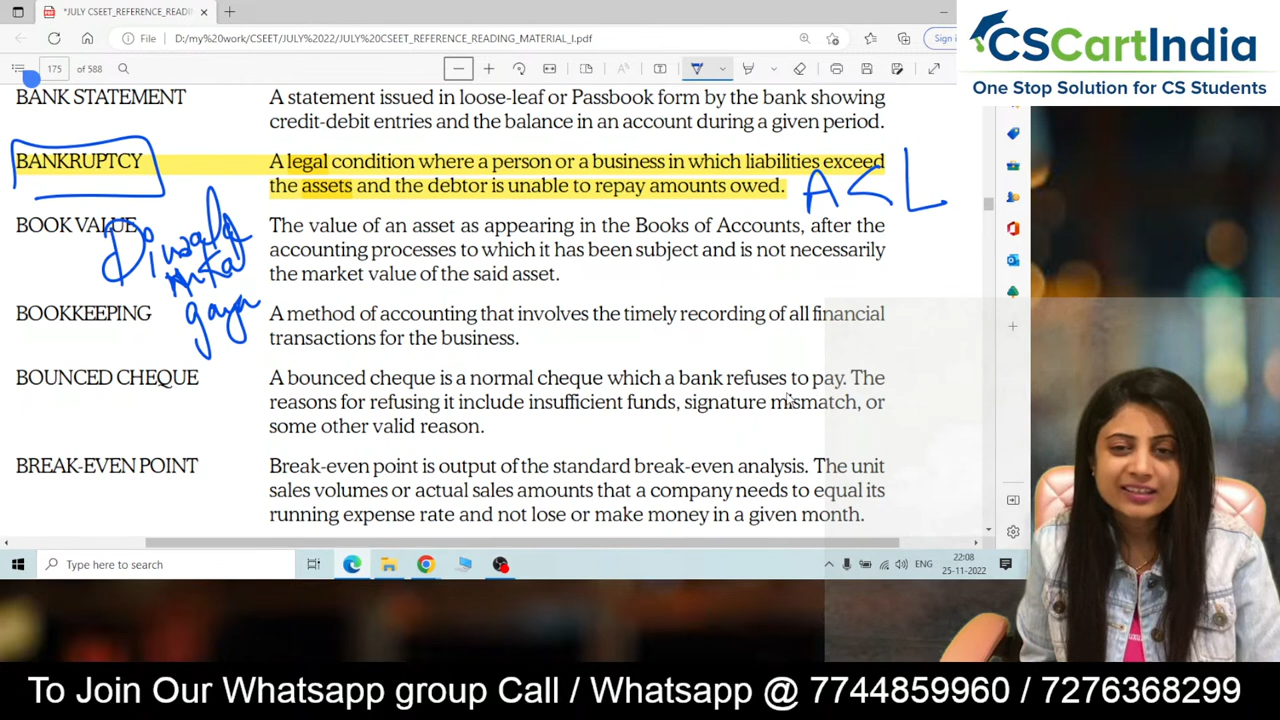 *JULY CSEET_REFERENCE_READI
File D:/my%20work/CSEET/JULY%202022/JULY%20CSEET_REFERENCE_READING_MATERIAL_I.pdf
Sign i
CSCartIndia
One Stop Solution for CS Students
175 of 588
BANK STATEMENT A statement issued in loose-leaf or Passbook form by the bank showing
credit-debit entries and the balance in an account during a given period.
BANKRUPTCY A legal condition where a person or a business in which liabilities exceed
the assets and the debtor is unable to repay amounts owed.
A < L
BOOK VALUE The value of an asset as appearing in the Books of Accounts, after the
accounting processes to which it has been subject and is not necessarily
the market value of the said asset.
gaya
BOOKKEEPING A method of accounting that involves the timely recording of all financial
transactions for the business.
BOUNCED CHEQUE A bounced cheque is a normal cheque which a bank refuses to pay. The
reasons for refusing it include insufficient funds, signature mismatch, or
some other valid reason.
BREAK-EVEN POINT Break-even point is output of the standard break-even analysis. The unit
sales volumes or actual sales amounts that a company needs to equal its
running expense rate and not lose or make money in a given month.
Type here to search
ENG
22:08
25-11-2022
To Join Our Whatsapp group Call / Whatsapp @ 7744859960 / 7276368299